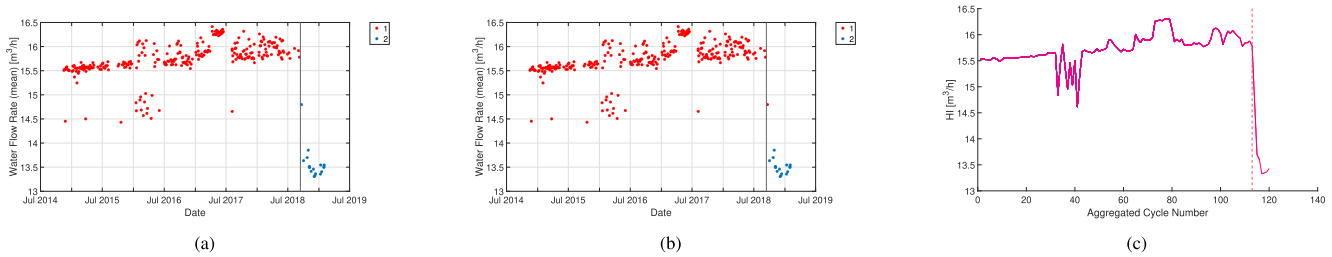 16.5
16
15.5
15
14.5
14
13.5
13
Water Flow Rate (mean) [m³/h]
Jul 2014 Jul 2015 Jul 2016 Jul 2017 Jul 2018 Jul 2019
Date
1
2
(a)
16.5
16
15.5
15
14.5
14
13.5
13
Water Flow Rate (mean) [m³/h]
Jul 2014 Jul 2015 Jul 2016 Jul 2017 Jul 2018 Jul 2019
Date
1
2
(b)
16.5
16
15.5
15
14.5
14
13.5
13
HI [m³/h]
0 20 40 60 80 100 120 140
Aggregated Cycle Number
(c)